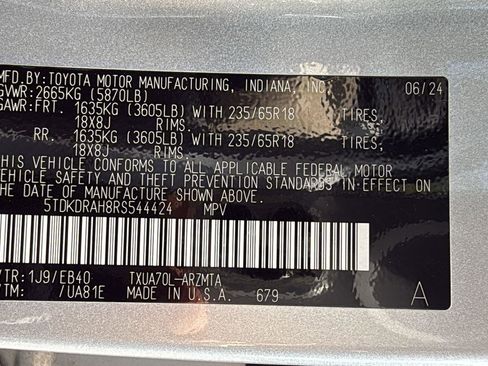 MFD.BY:TOYOTA MOTOR MANUFACTURING, INDIANA, INC. 06/24
GVWR:2665KG (5870LB)
GAWR:FRT. 1635KG (3605LB) WITH 235/65R18 TIRES,
18X8J RIMS,
RR. 1635KG (3605LB) WITH 235/65R18 TIRES,
18X8J RIMS.
THIS VEHICLE CONFORMS TO ALL APPLICABLE FEDERAL MOTOR
VEHICLE SAFETY AND THEFT PREVENTION STANDARDS IN EFFECT ON
THE DATE OF MANUFACTURE SHOWN ABOVE.
5TDKDRAH8RS544424 MPV
/TR: 1J9/EB40 TXUA70L-ARZMTA
/TM: /UA81E MADE IN U.S.A. 679 A